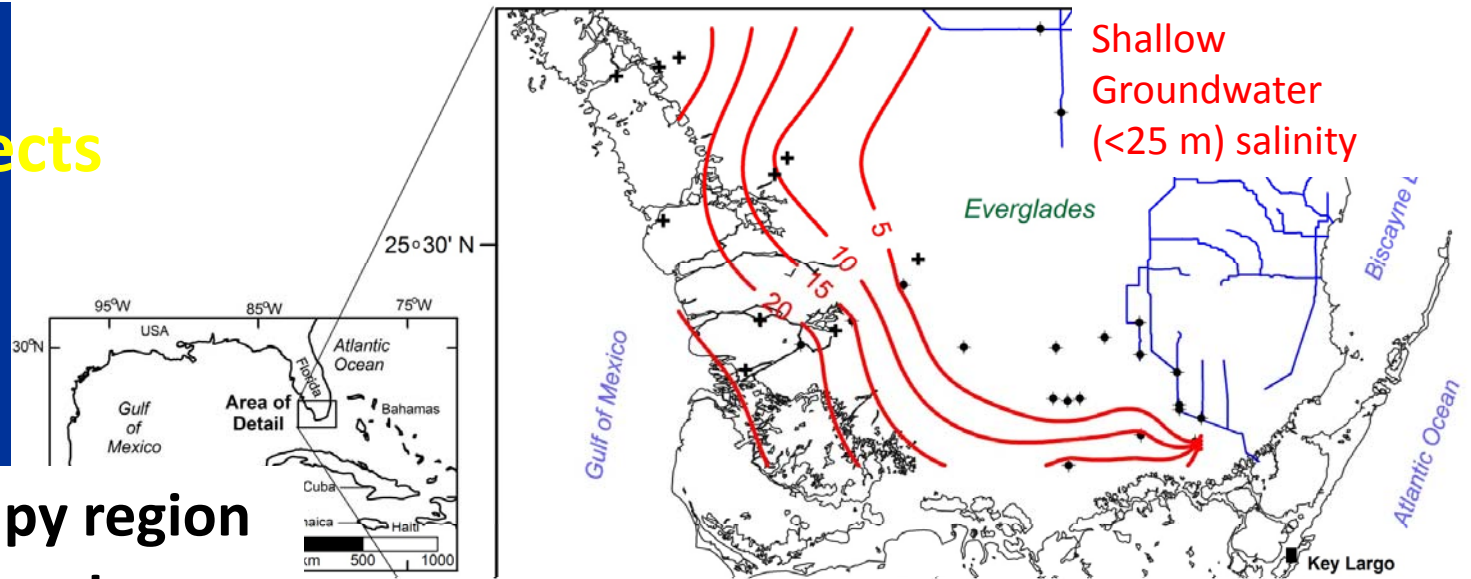 ects
Shallow
Groundwater
(<25 m) salinity
Everglades
25°30' N
5
10
15
20
Gulf of Mexico
Biscayne
Atlantic Ocean
Key Largo
95°W
85°W
75°W
30°N
USA
Florida
Atlantic
Ocean
Gulf
of
Mexico
Area of
Detail
Bahamas
Cuba
maica
Haiti
km 500 1000
py region